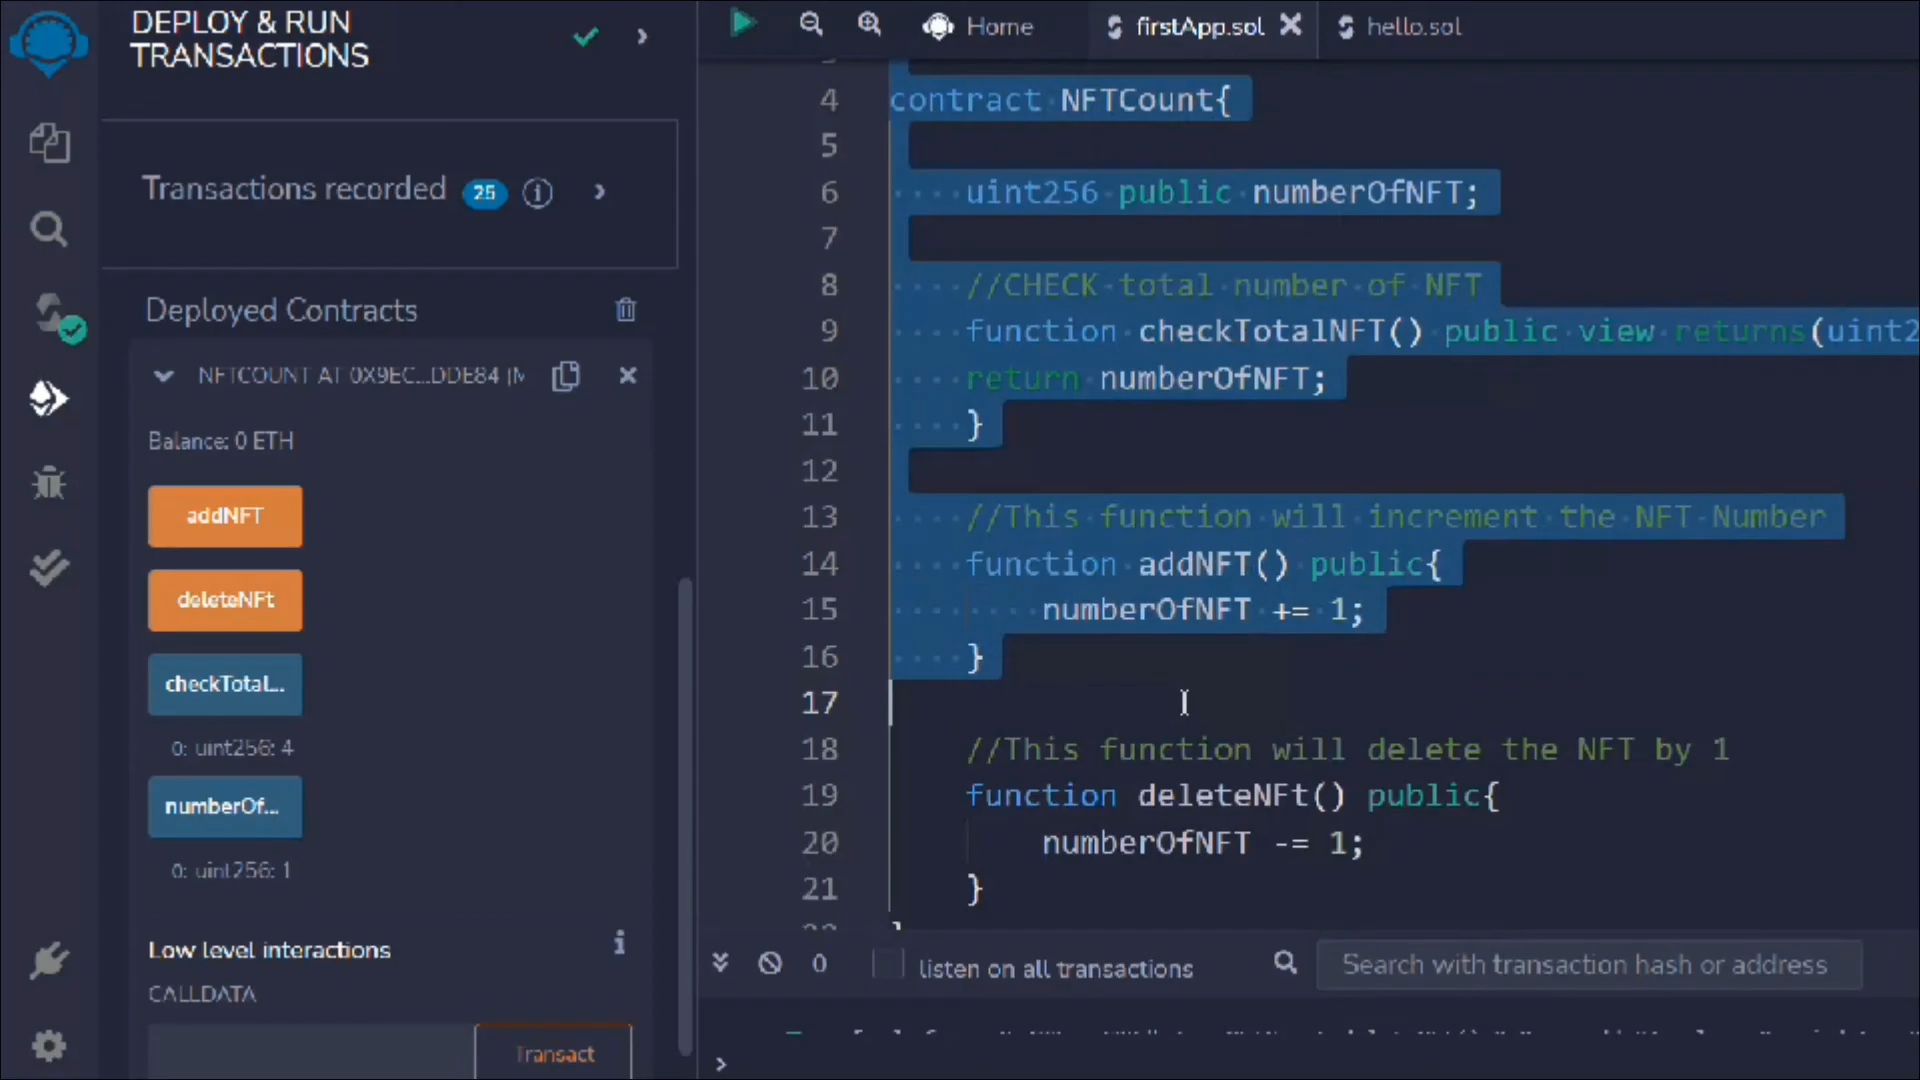 DEPLOY & RUN
TRANSACTIONS
Transactions recorded 25
Deployed Contracts
NFTCOUNT AT 0X9EC...DDE84 (M
Balance: 0 ETH
addNFT
deleteNFt
checkTotal...
0: uint256: 4
numberOf...
0: uint256: 1
Low level interactions
CALLDATA
Transact
Home
firstApp.sol
hello.sol
4 contract NFTCount{
5
6 uint256 public numberOfNFT;
7
8 //CHECK total number of NFT
9 function checkTotalNFT() public view returns(uint2
10 return numberOfNFT;
11 }
12
13 //This function will increment the NFT Number
14 function addNFT() public{
15 numberOfNFT += 1;
16 }
17
18 //This function will delete the NFT by 1
19 function deleteNFt() public{
20 numberOfNFT -= 1;
21 }
0 listen on all transactions
Search with transaction hash or address
>